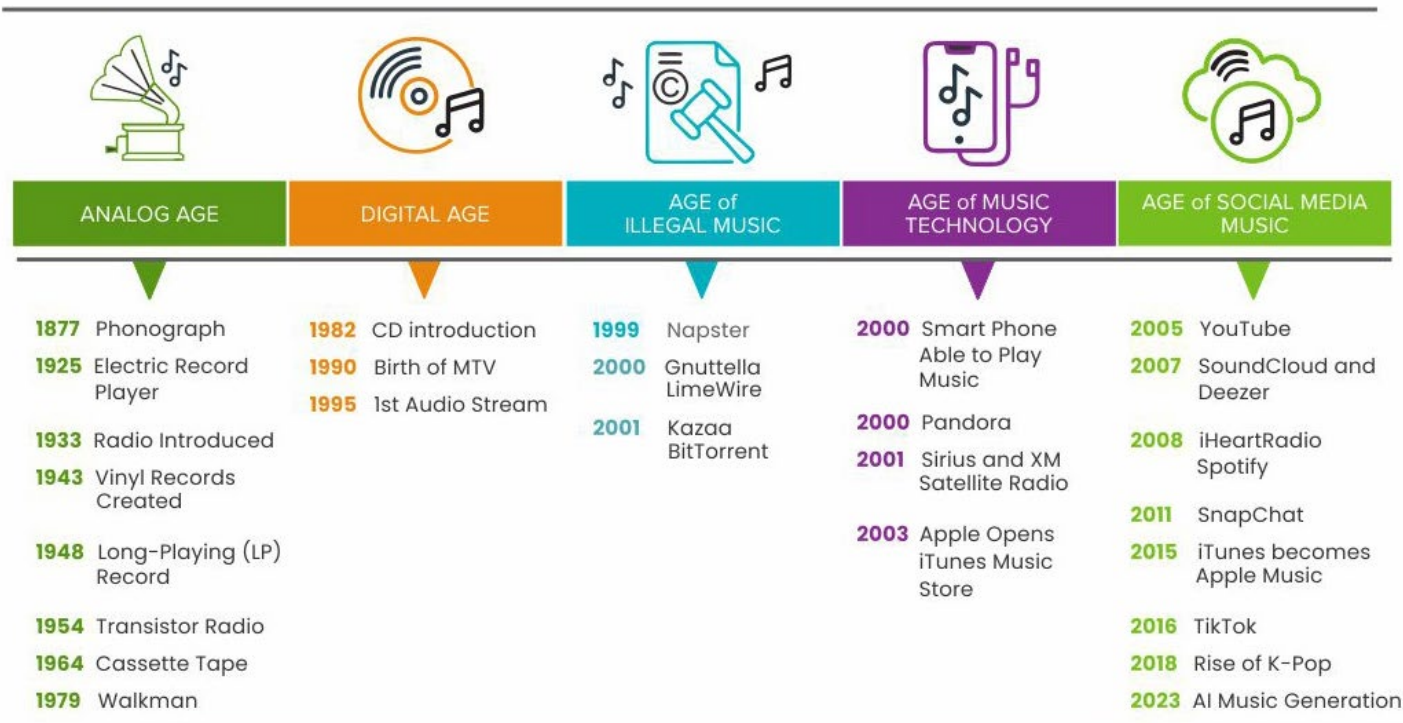 ©
ANALOG AGE
1877 Phonograph
1925 Electric Record
Player
1933 Radio Introduced
1943 Vinyl Records
Created
1948 Long-Playing (LP)
Record
1954 Transistor Radio
1964 Cassette Tape
1979 Walkman
DIGITAL AGE
1982 CD introduction
1990 Birth of MTV
1995 1st Audio Stream
AGE of
ILLEGAL MUSIC
1999 Napster
2000 Gnuttella
LimeWire
2001 Kazaa
BitTorrent
AGE of MUSIC
TECHNOLOGY
2000 Smart Phone
Able to Play
Music
2000 Pandora
2001 Sirius and XM
Satellite Radio
2003 Apple Opens
iTunes Music
Store
AGE of SOCIAL MEDIA
MUSIC
2005 YouTube
2007 SoundCloud and
Deezer
2008 iHeartRadio
Spotify
2011 SnapChat
2015 iTunes becomes
Apple Music
2016 TikTok
2018 Rise of K-Pop
2023 AI Music Generation